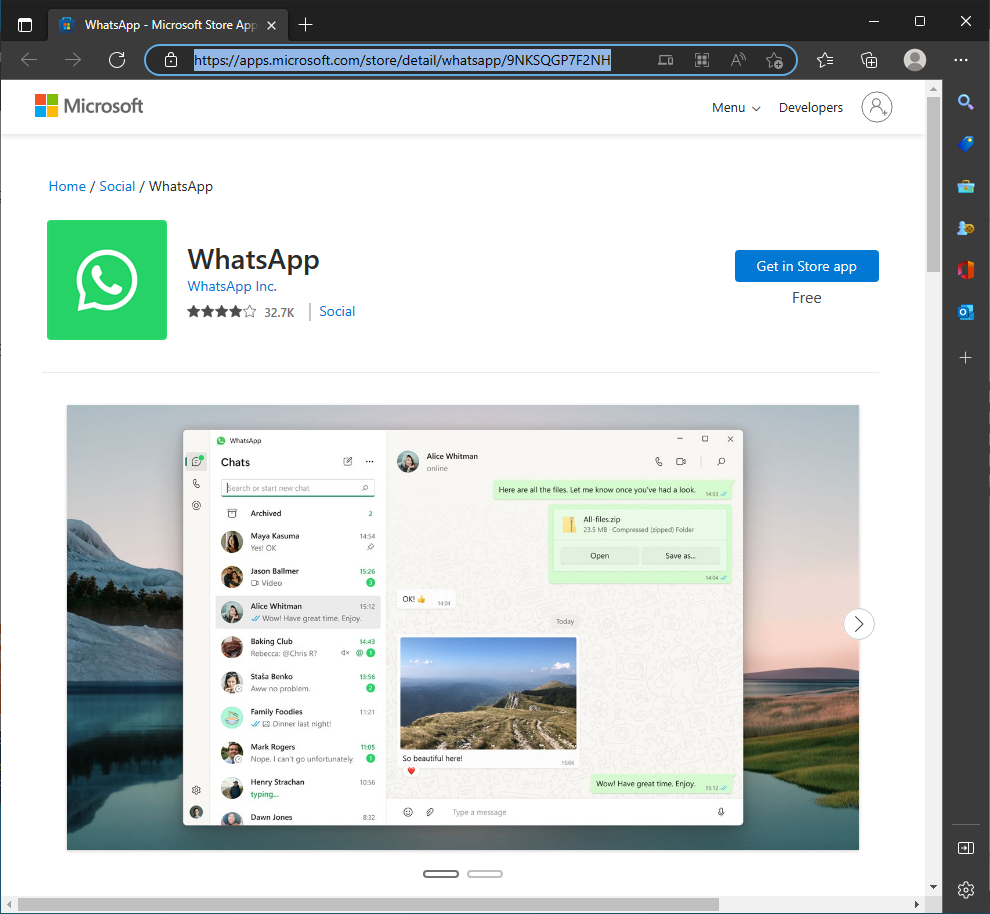 WhatsApp - Microsoft Store App
https://apps.microsoft.com/store/detail/whatsapp/9NKSQGP7F2NH
Microsoft
Menu
Developers
Home / Social / WhatsApp
WhatsApp
WhatsApp Inc.
32.7K
Social
Get in Store app
Free
WhatsApp
Chats
Search or start new chat
Archived 2
Maya Kasuma 14:54
Yes! OK
Jason Ballmer 15:26
Video 3
Alice Whitman 15:12
Wow! Have great time. Enjoy.
Baking Club 14:43
Rebecca: @Chris R? @ 1
Staša Benko 13:56
Aww no problem. 2
Family Foodies 11:21
Dinner last night!
Mark Rogers 11:05
Nope. I can't go unfortunately. 1
Henry Strachan 10:56
typing...
Dawn Jones 8:32
Alice Whitman
online
Here are all the files. Let me know once you've had a look. 14:03
All-files.zip
23.5 MB · Compressed (zipped) Folder
Open
Save as...
14:04
OK! 👍 14:04
Today
So beautiful here! 15:06
❤️
Wow! Have great time. Enjoy. 15:12
Type a message